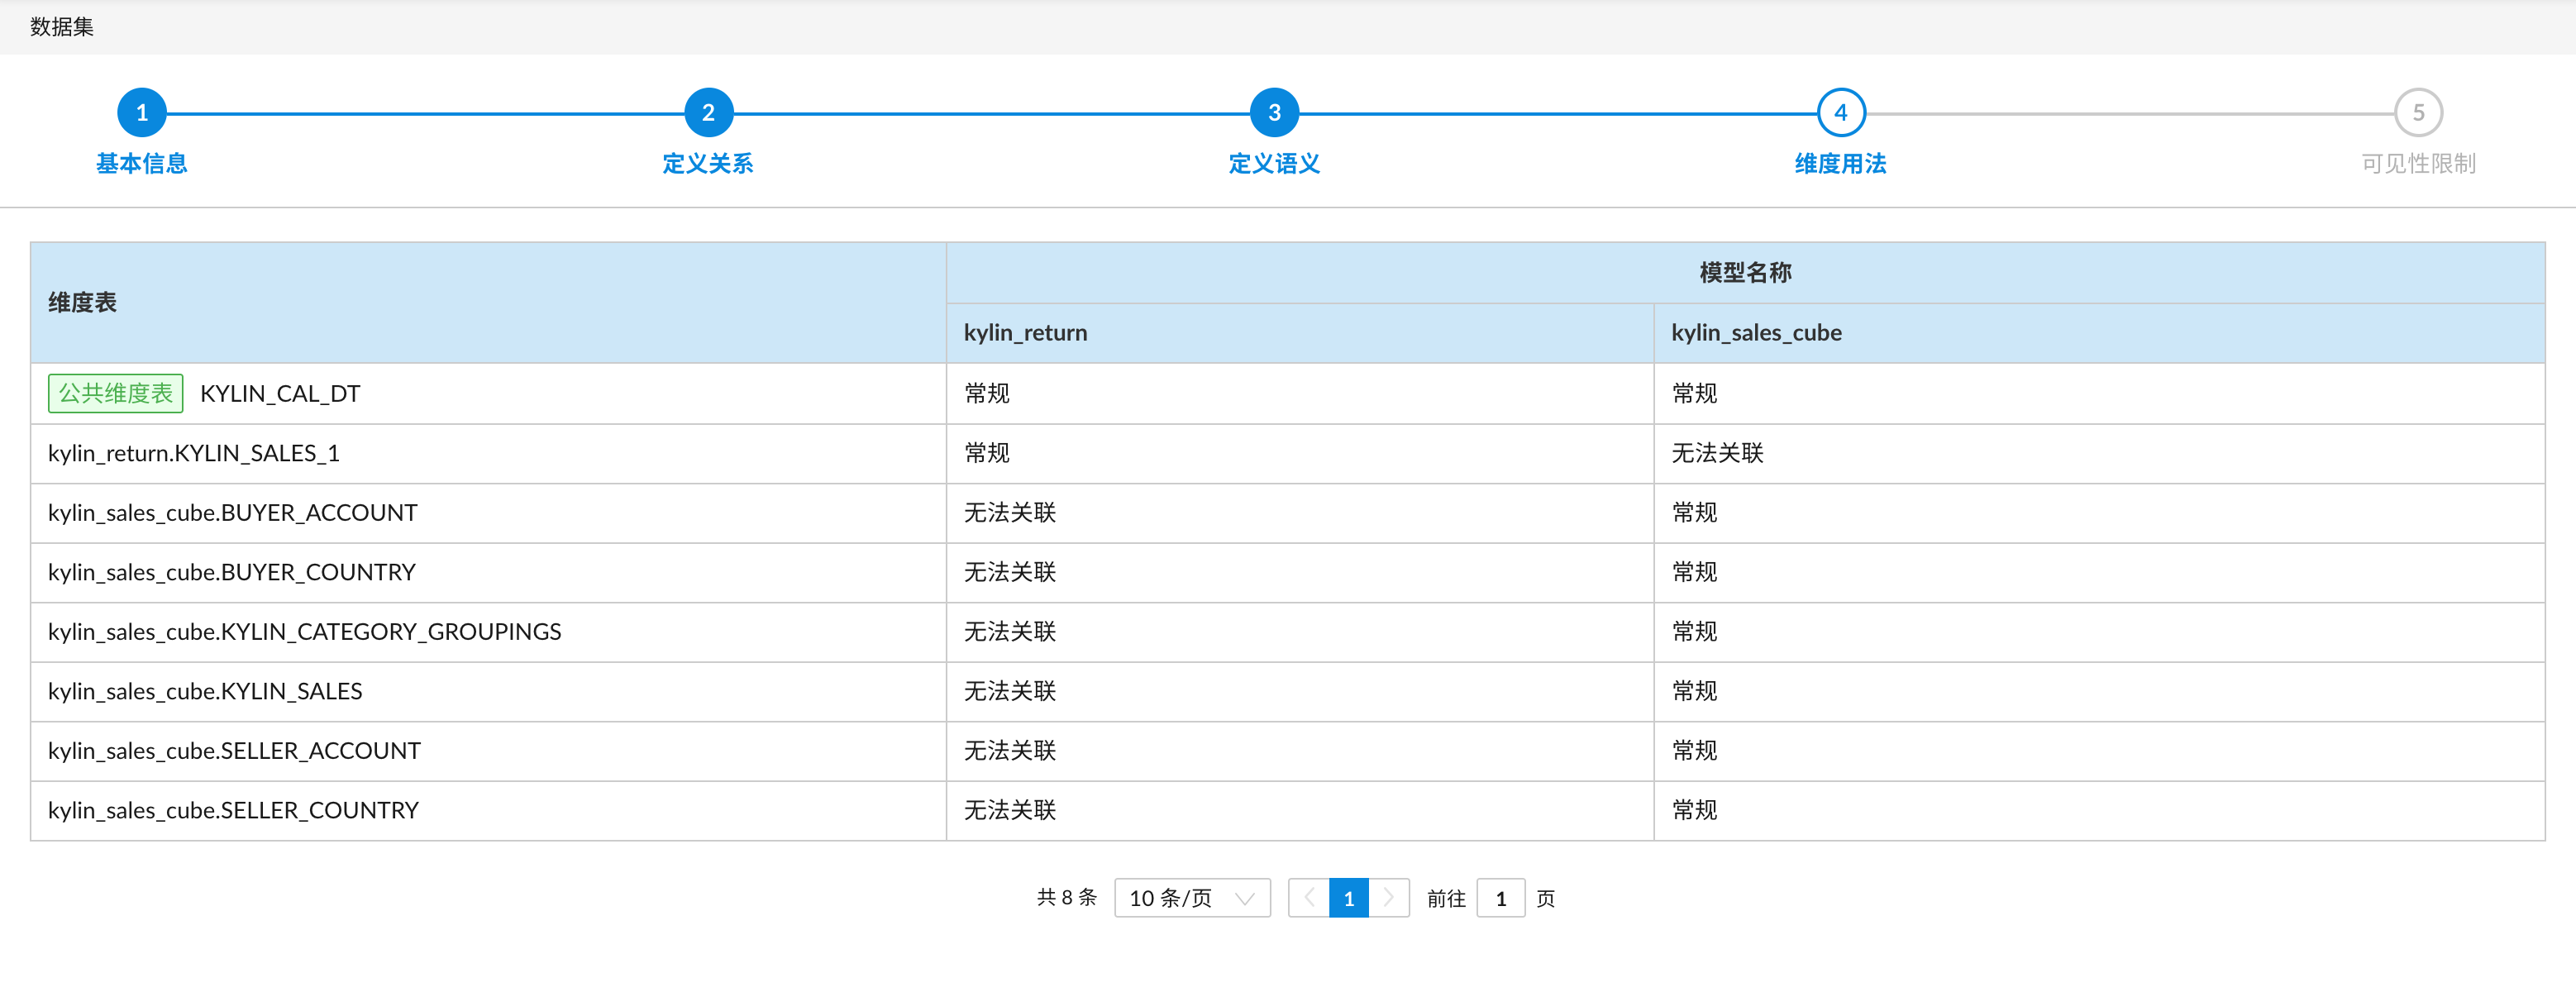 数据集
1 2 3 4 5
基本信息 定义关系 定义语义 维度用法 可见性限制
维度表 模型名称
kylin_return kylin_sales_cube
公共维度表 KYLIN_CAL_DT 常规 常规
kylin_return.KYLIN_SALES_1 常规 无法关联
kylin_sales_cube.BUYER_ACCOUNT 无法关联 常规
kylin_sales_cube.BUYER_COUNTRY 无法关联 常规
kylin_sales_cube.KYLIN_CATEGORY_GROUPINGS 无法关联 常规
kylin_sales_cube.KYLIN_SALES 无法关联 常规
kylin_sales_cube.SELLER_ACCOUNT 无法关联 常规
kylin_sales_cube.SELLER_COUNTRY 无法关联 常规
共 8 条 10 条/页 1 前往 1 页